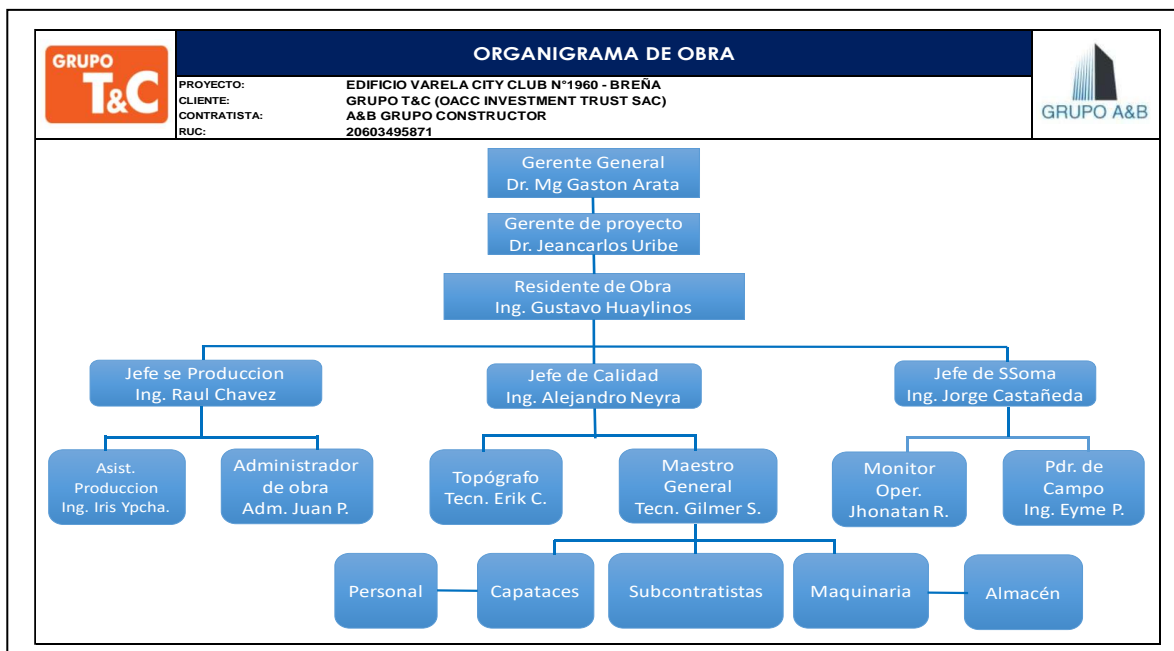 GRUPO
T&C
ORGANIGRAMA DE OBRA
PROYECTO: EDIFICIO VARELA CITY CLUB N°1960 - BREÑA
CLIENTE: GRUPO T&C (OACC INVESTMENT TRUST SAC)
CONTRATISTA: A&B GRUPO CONSTRUCTOR
RUC: 20603495871
GRUPO A&B
Gerente General
Dr. Mg Gaston Arata
Gerente de proyecto
Dr. Jeancarlos Uribe
Residente de Obra
Ing. Gustavo Huaylinos
Jefe se Produccion
Ing. Raul Chavez
Jefe de Calidad
Ing. Alejandro Neyra
Jefe de SSoma
Ing. Jorge Castañeda
Asist.
Produccion
Ing. Iris Ypcha.
Administrador
de obra
Adm. Juan P.
Topógrafo
Tecn. Erik C.
Maestro
General
Tecn. Gilmer S.
Monitor
Oper.
Jhonatan R.
Pdr. de
Campo
Ing. Eyme P.
Personal
Capataces
Subcontratistas
Maquinaria
Almacén